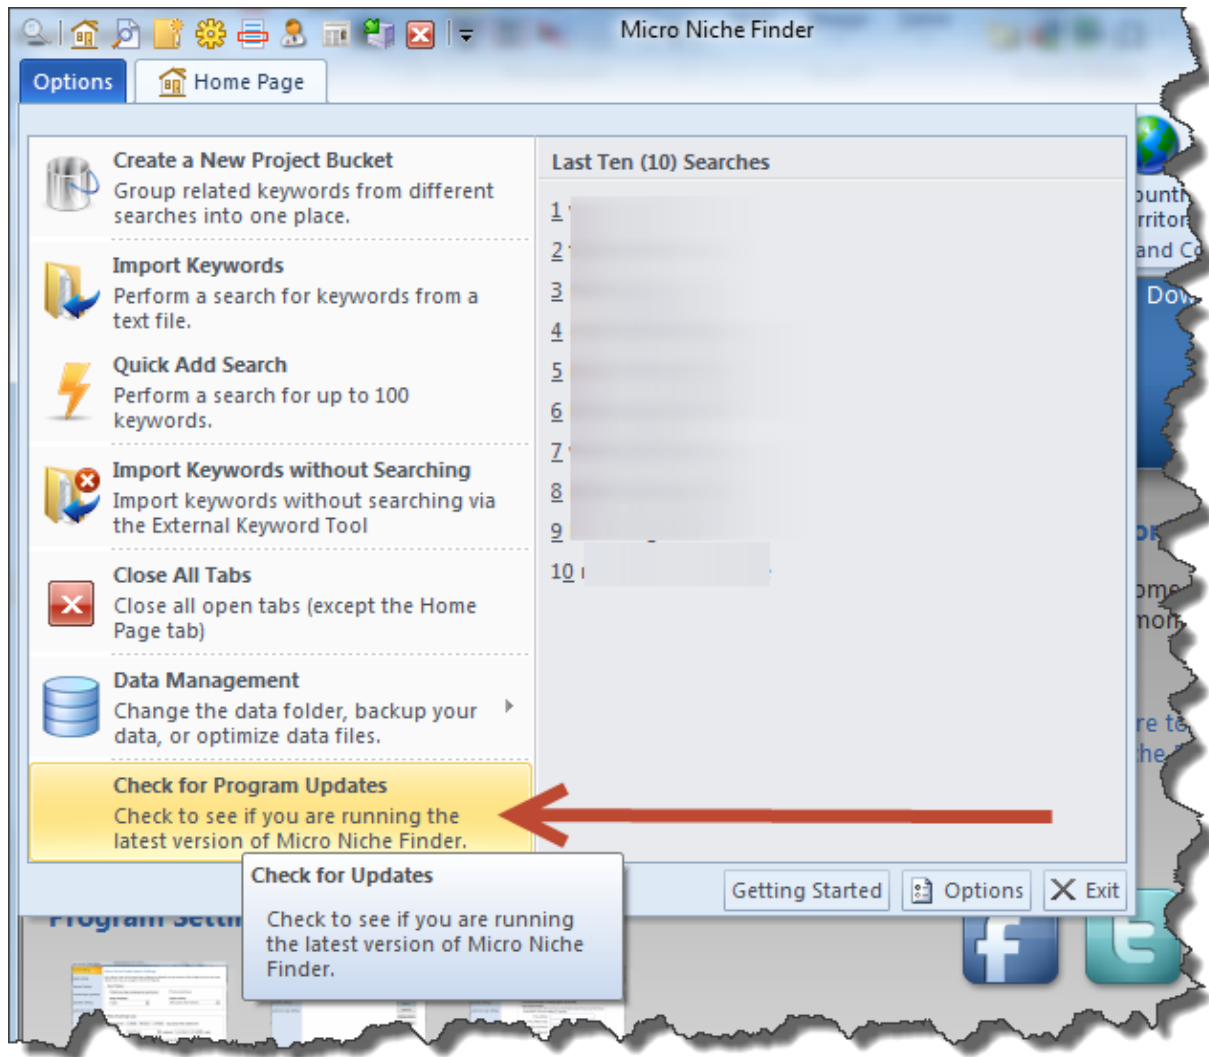 Micro Niche Finder
Options
Home Page
Create a New Project Bucket
Group related keywords from different
searches into one place.
Import Keywords
Perform a search for keywords from a
text file.
Quick Add Search
Perform a search for up to 100
keywords.
Import Keywords without Searching
Import keywords without searching via
the External Keyword Tool
Close All Tabs
Close all open tabs (except the Home
Page tab)
Data Management
Change the data folder, backup your
data, or optimize data files.
Check for Program Updates
Check to see if you are running the
latest version of Micro Niche Finder.
Last Ten (10) Searches
1
2
3
4
5
6
7
8
9
10
and
Check for Updates
Check to see if you are running
the latest version of Micro Niche
Finder.
Getting Started
Options
Exit
Program